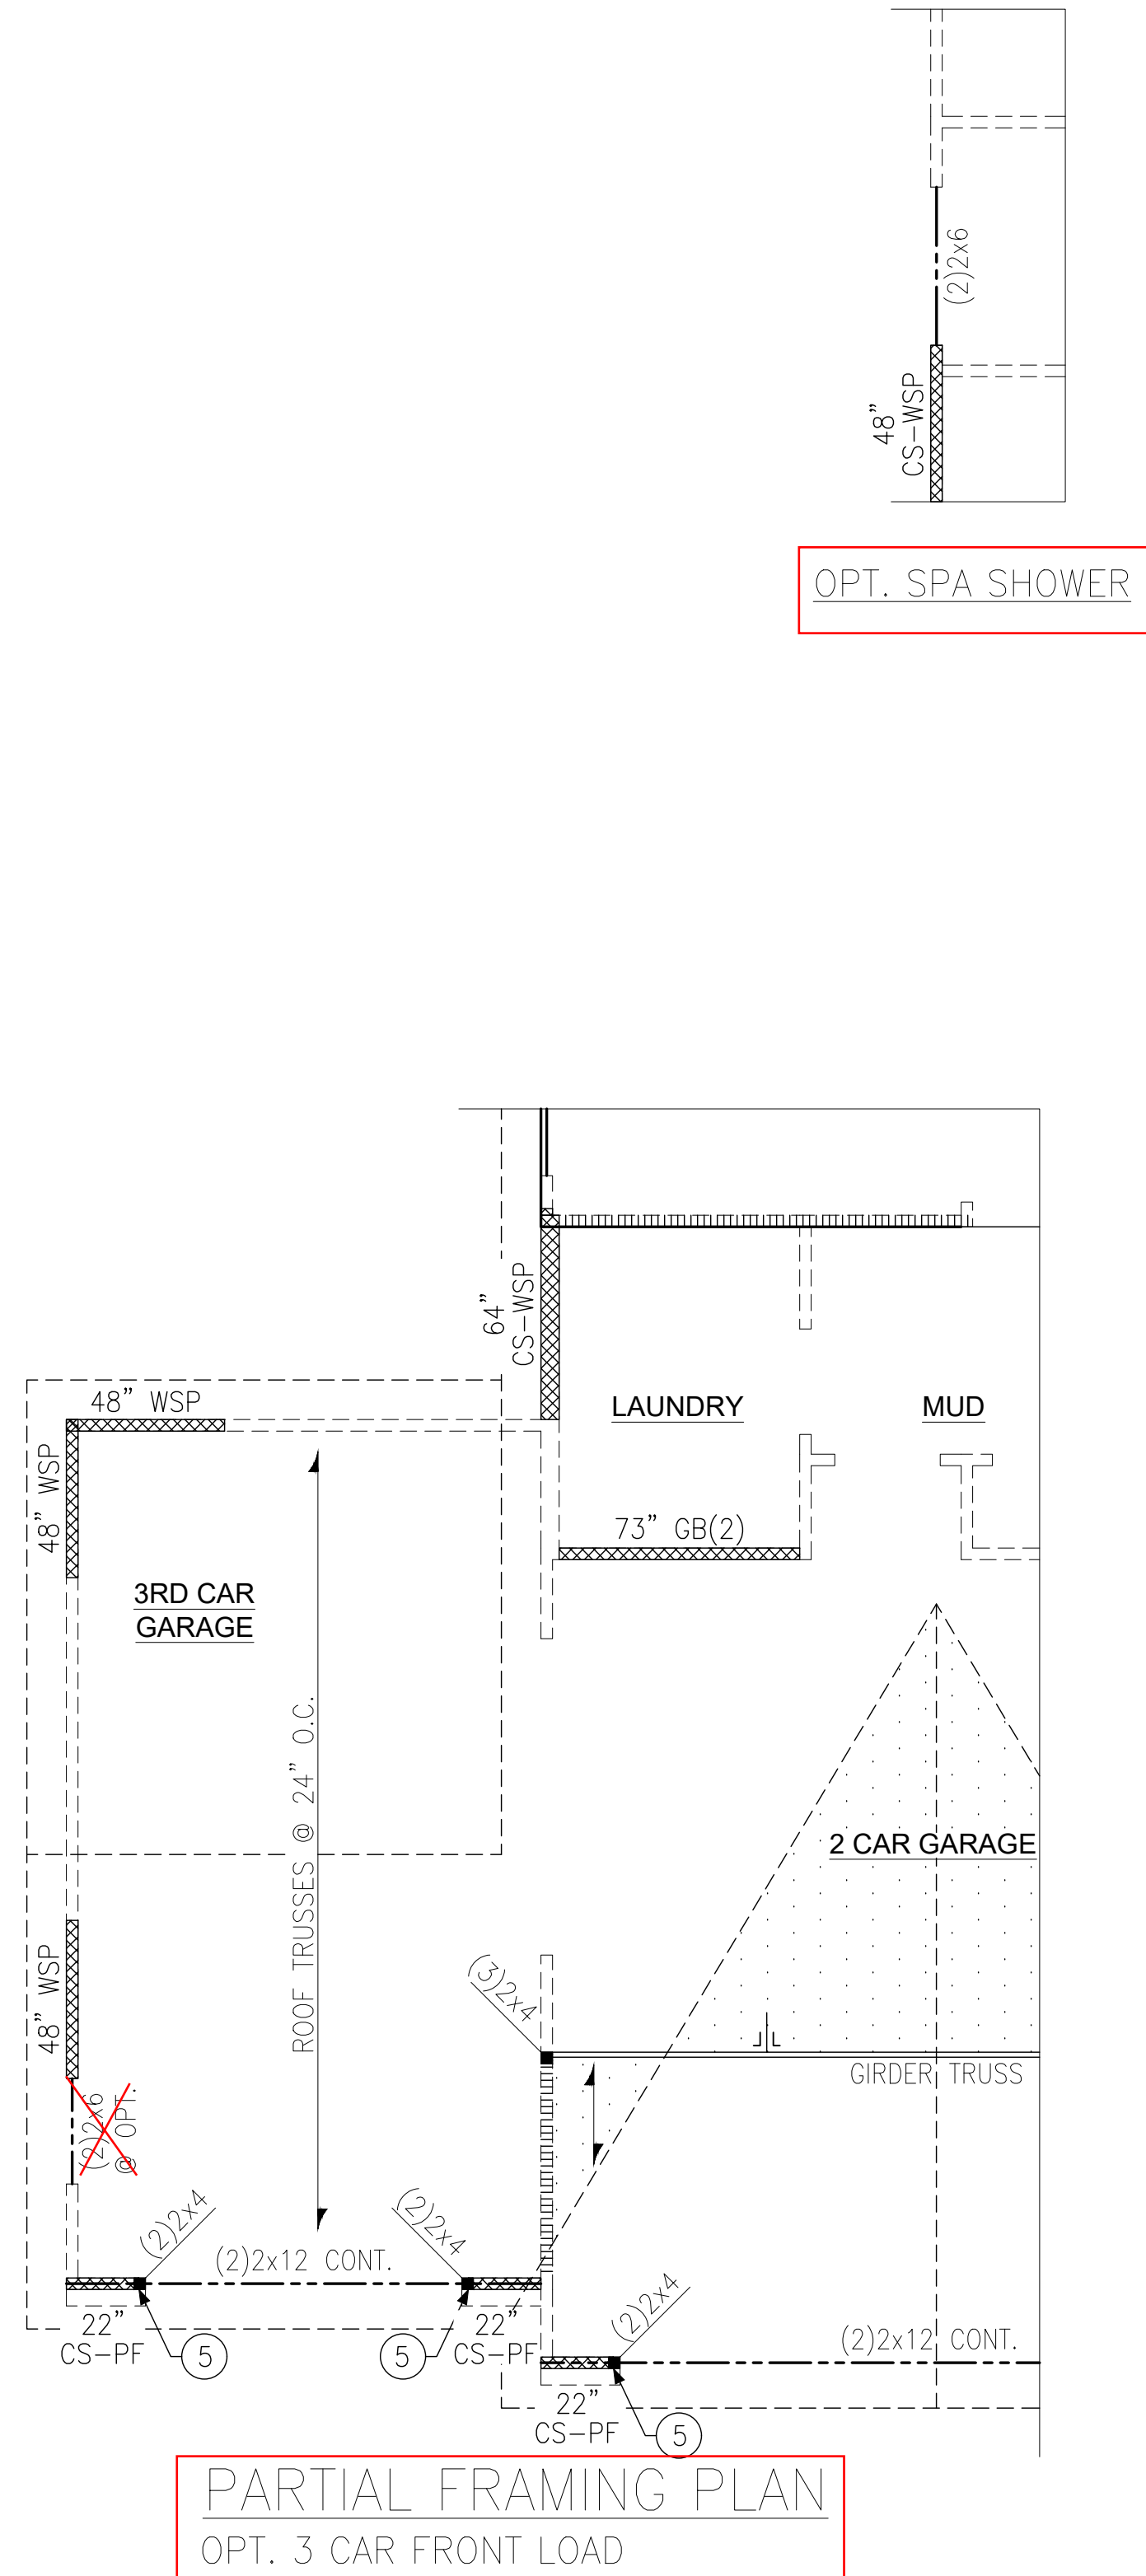 (2)2x6
48"
CS-WSP
OPT. SPA SHOWER
64"
CS-WSP
48" WSP
48" WSP
LAUNDRY
MUD
73" GB(2)
3RD CAR
GARAGE
ROOF TRUSSES @ 24" O.C.
2 CAR GARAGE
48" WSP
(3)2x4
GIRDER TRUSS
(2)2x6
@ OPT.
(2)2x4
(2)2x4
(2)2x12 CONT.
(2)2x4
22"
CS-PF
5
5
22"
CS-PF
(2)2x12 CONT.
22"
CS-PF
5
PARTIAL FRAMING PLAN
OPT. 3 CAR FRONT LOAD